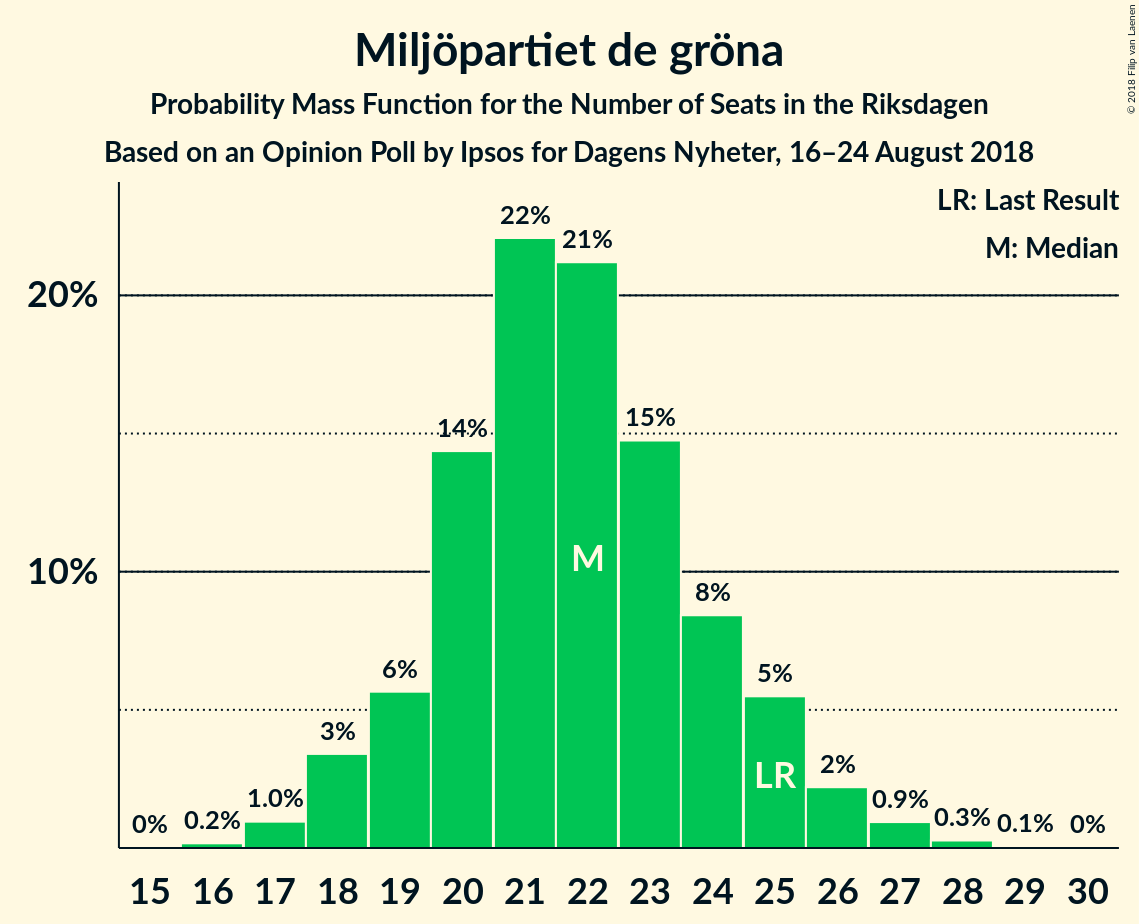 Miljöpartiet de gröna
Probability Mass Function for the Number of Seats in the Riksdagen
Based on an Opinion Poll by Ipsos for Dagens Nyheter, 16–24 August 2018
© 2018 Filip van Laenen
LR: Last Result
M: Median
20%
10%
0%
0.2%
1.0%
3%
6%
14%
22%
21%
15%
8%
5%
2%
0.9%
0.3%
0.1%
0%
M
LR
15 16 17 18 19 20 21 22 23 24 25 26 27 28 29 30